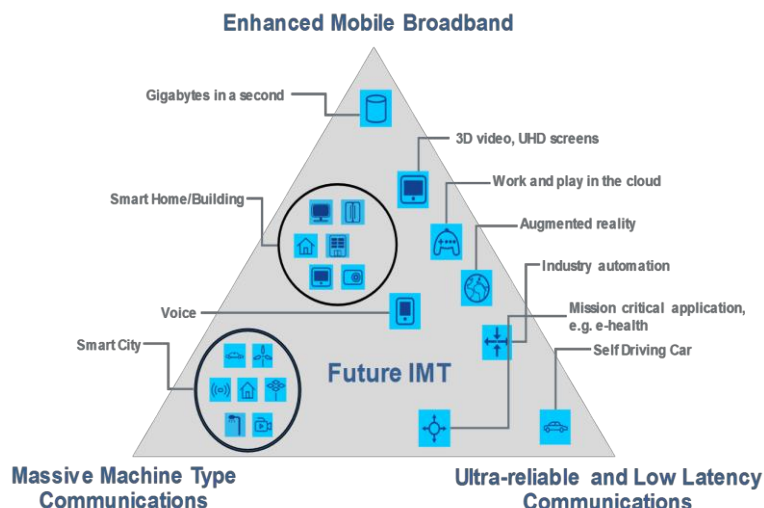 Enhanced Mobile Broadband
Gigabytes in a second
3D video, UHD screens
Work and play in the cloud
Smart Home/Building
Augmented reality
Industry automation
Mission critical application,
e.g. e-health
Voice
Smart City
Self Driving Car
Future IMT
Massive Machine Type
Communications
Ultra-reliable and Low Latency
Communications